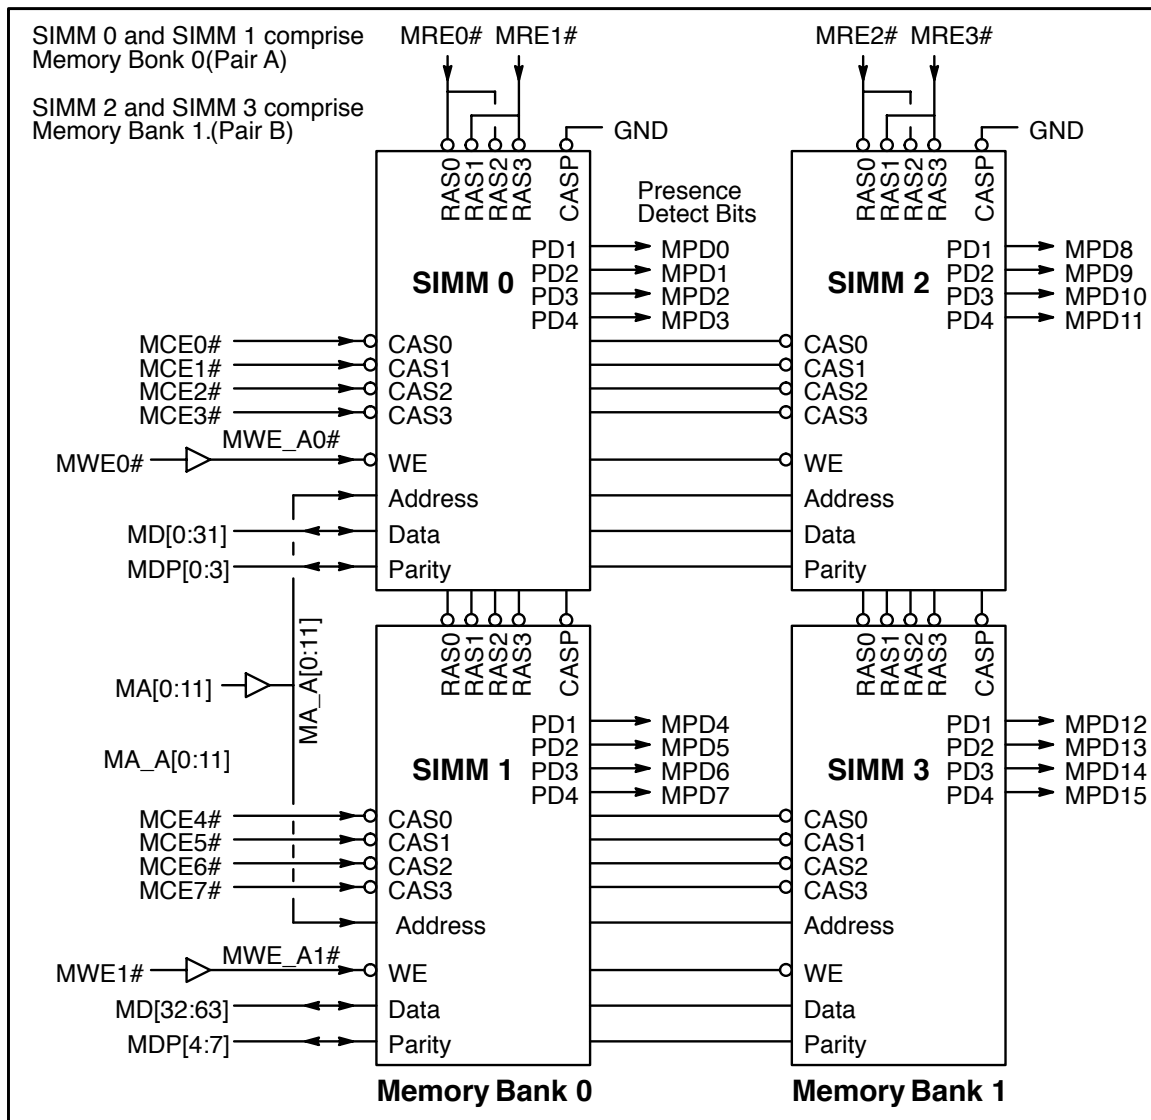 SIMM 0 and SIMM 1 comprise
Memory Bonk 0(Pair A)
SIMM 2 and SIMM 3 comprise
Memory Bank 1.(Pair B)
MRE0# MRE1#
MRE2# MRE3#
GND
GND
RAS0
RAS1
RAS2
RAS3
CASP
RAS0
RAS1
RAS2
RAS3
CASP
Presence
Detect Bits
SIMM 0
PD1
PD2
PD3
PD4
MPD0
MPD1
MPD2
MPD3
SIMM 2
PD1
PD2
PD3
PD4
MPD8
MPD9
MPD10
MPD11
MCE0#
MCE1#
MCE2#
MCE3#
CAS0
CAS1
CAS2
CAS3
CAS0
CAS1
CAS2
CAS3
MWE0#
MWE_A0#
WE
WE
Address
Address
MD[0:31]
Data
Data
MDP[0:3]
Parity
Parity
MA[0:11]
MA_A[0:11]
MA_A[0:11]
RAS0
RAS1
RAS2
RAS3
CASP
RAS0
RAS1
RAS2
RAS3
CASP
SIMM 1
PD1
PD2
PD3
PD4
MPD4
MPD5
MPD6
MPD7
SIMM 3
PD1
PD2
PD3
PD4
MPD12
MPD13
MPD14
MPD15
MCE4#
MCE5#
MCE6#
MCE7#
CAS0
CAS1
CAS2
CAS3
CAS0
CAS1
CAS2
CAS3
Address
Address
MWE1#
MWE_A1#
WE
WE
MD[32:63]
Data
Data
MDP[4:7]
Parity
Parity
Memory Bank 0
Memory Bank 1